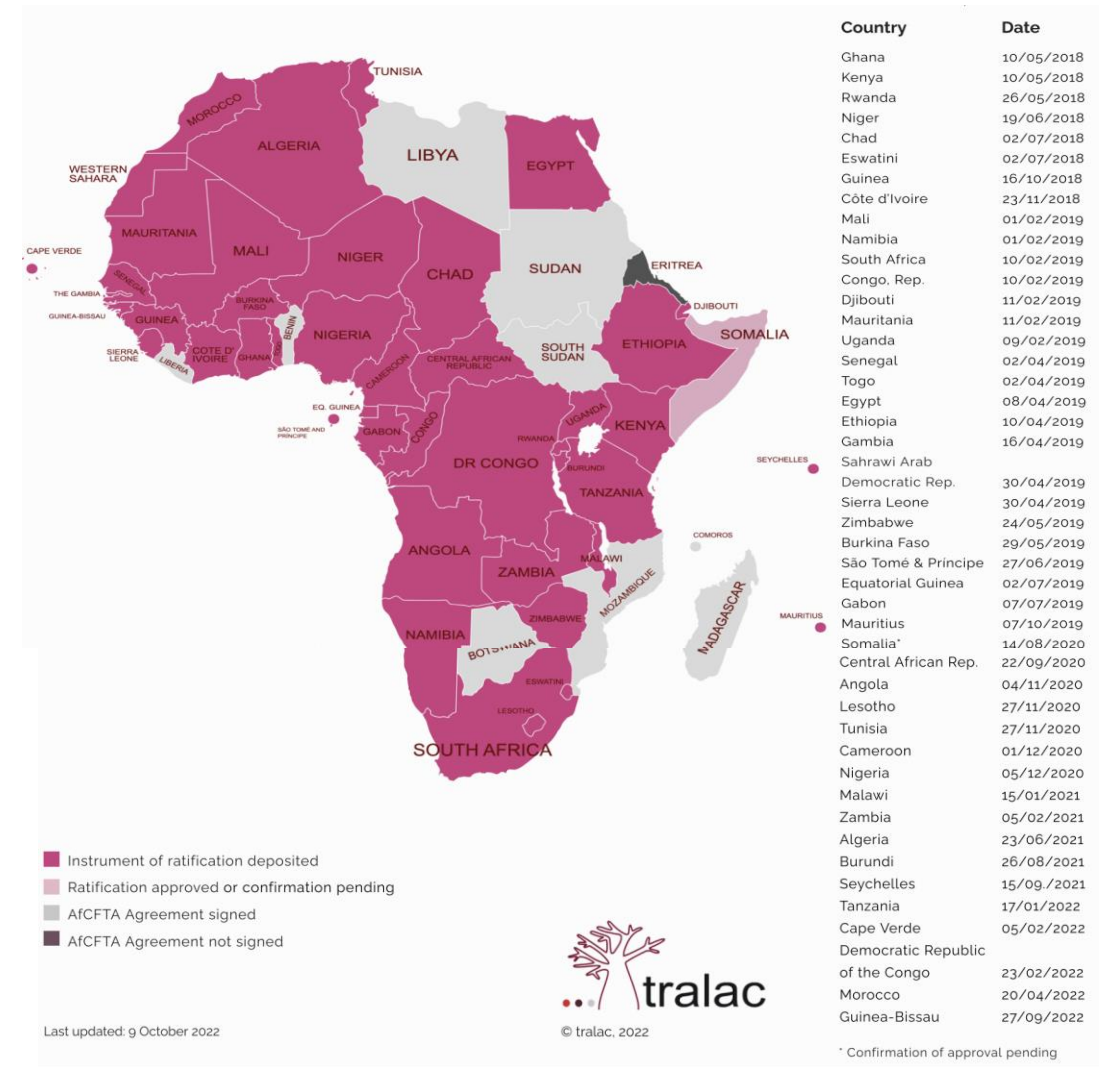 TUNISIA
MOROCCO
ALGERIA
LIBYA
EGYPT
WESTERN
SAHARA
MAURITANIA
MALI
NIGER
CHAD
SUDAN
ERITREA
CAPE VERDE
SENEGAL
THE GAMBIA
GUINEA-BISSAU
GUINEA
BURKINA
FASO
BENIN
NIGERIA
DJIBOUTI
SOMALIA
ETHIOPIA
SOUTH
SUDAN
SIERRA
LEONE
LIBERIA
COTE D'
IVOIRE
GHANA
TOGO
CAMEROON
CENTRAL AFRICAN
REPUBLIC
EQ. GUINEA
SÃO TOMÉ AND
PRÍNCIPE
GABON
CONGO
UGANDA
KENYA
RWANDA
DR CONGO
BURUNDI
SEYCHELLES
TANZANIA
COMOROS
ANGOLA
MALAWI
ZAMBIA
MOZAMBIQUE
MADAGASCAR
MAURITIUS
ZIMBABWE
NAMIBIA
BOTSWANA
ESWATINI
LESOTHO
SOUTH AFRICA
Instrument of ratification deposited
Ratification approved or confirmation pending
AfCFTA Agreement signed
AfCFTA Agreement not signed
Last updated: 9 October 2022
tralac
© tralac, 2022
Country Date
Ghana 10/05/2018
Kenya 10/05/2018
Rwanda 26/05/2018
Niger 19/06/2018
Chad 02/07/2018
Eswatini 02/07/2018
Guinea 16/10/2018
Côte d'Ivoire 23/11/2018
Mali 01/02/2019
Namibia 01/02/2019
South Africa 10/02/2019
Congo, Rep. 10/02/2019
Djibouti 11/02/2019
Mauritania 11/02/2019
Uganda 09/02/2019
Senegal 02/04/2019
Togo 02/04/2019
Egypt 08/04/2019
Ethiopia 10/04/2019
Gambia 16/04/2019
Sahrawi Arab
Democratic Rep. 30/04/2019
Sierra Leone 30/04/2019
Zimbabwe 24/05/2019
Burkina Faso 29/05/2019
São Tomé & Príncipe 27/06/2019
Equatorial Guinea 02/07/2019
Gabon 07/07/2019
Mauritius 07/10/2019
Somalia* 14/08/2020
Central African Rep. 22/09/2020
Angola 04/11/2020
Lesotho 27/11/2020
Tunisia 27/11/2020
Cameroon 01/12/2020
Nigeria 05/12/2020
Malawi 15/01/2021
Zambia 05/02/2021
Algeria 23/06/2021
Burundi 26/08/2021
Seychelles 15/09./2021
Tanzania 17/01/2022
Cape Verde 05/02/2022
Democratic Republic
of the Congo 23/02/2022
Morocco 20/04/2022
Guinea-Bissau 27/09/2022
* Confirmation of approval pending